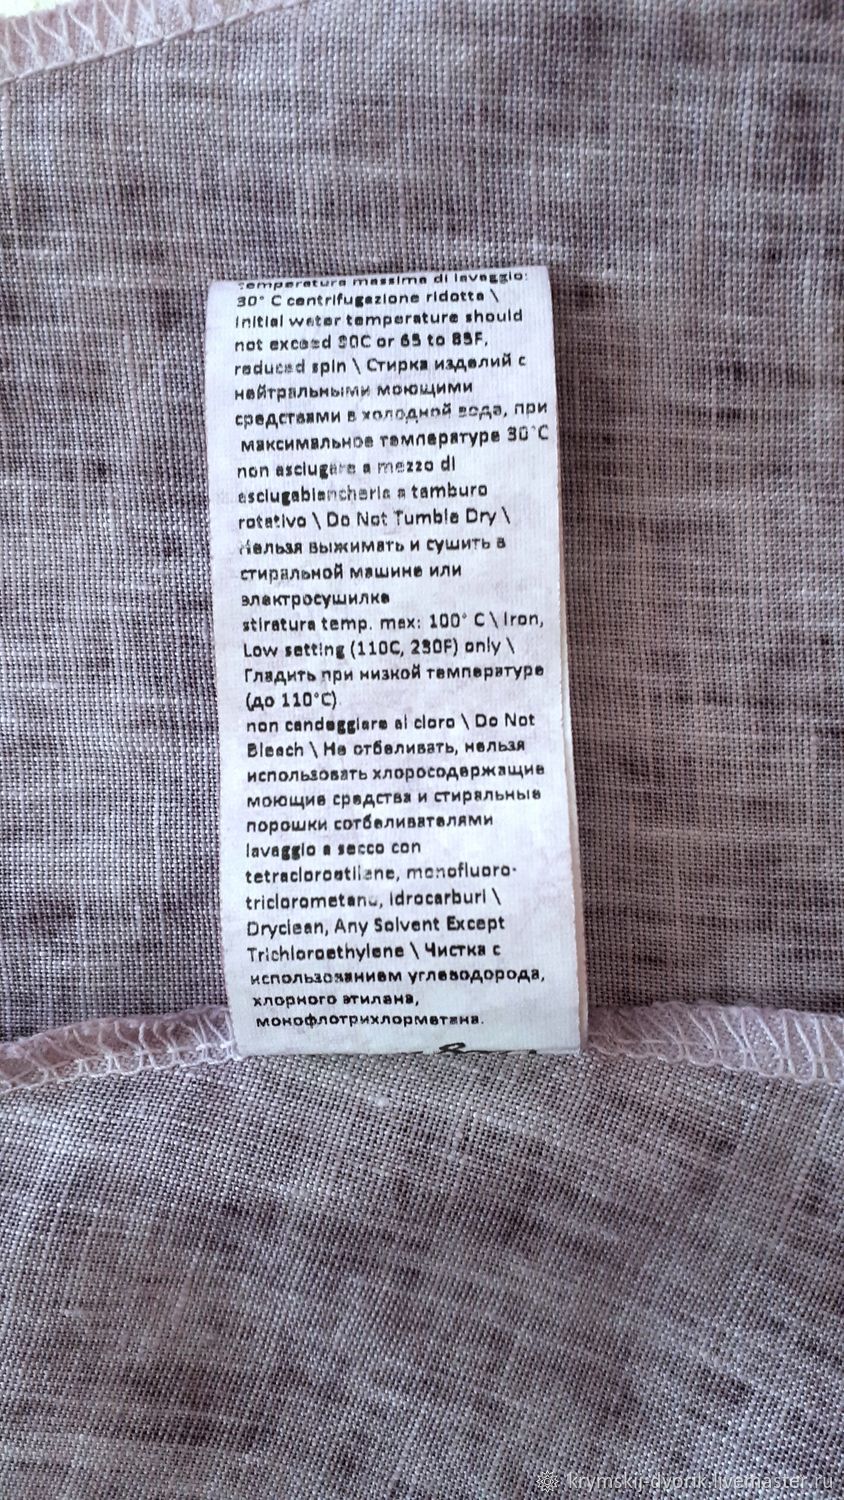 temperatura massima di lavaggio:
30° C centrifugazione ridotta \
Initial water temperature should
not exceed 30C or 65 to 85F,
reduced spin \ Стирка изделий с
нейтральными моющими
средствами в холодной вода, при
максимальное температуре 30°C
non asciugare a mezzo di
asciugabiancheria a tamburo
rotativo \ Do Not Tumble Dry \
Нельзя выжимать и сушить в
стиральной машине или
электросушилке
stiratura temp. max: 100° C \ Iron,
Low setting (110C, 230F) only \
Гладить при низкой температуре
(до 110°C)
non candeggiare al cloro \ Do Not
Bleach \ Не отбеливать, нельзя
использовать хлоросодержащие
моющие средства и стиральные
порошки сотбеливателями
lavaggio a secco con
tetracloroetilene, monofluoro-
triclorometano, idrocarburi \
Dryclean, Any Solvent Except
Trichloroethylene \ Чистка с
использованием углеводорода,
хлорного этилена,
монофлотрихлорметана.
krymskij-dvorik.livemaster.ru